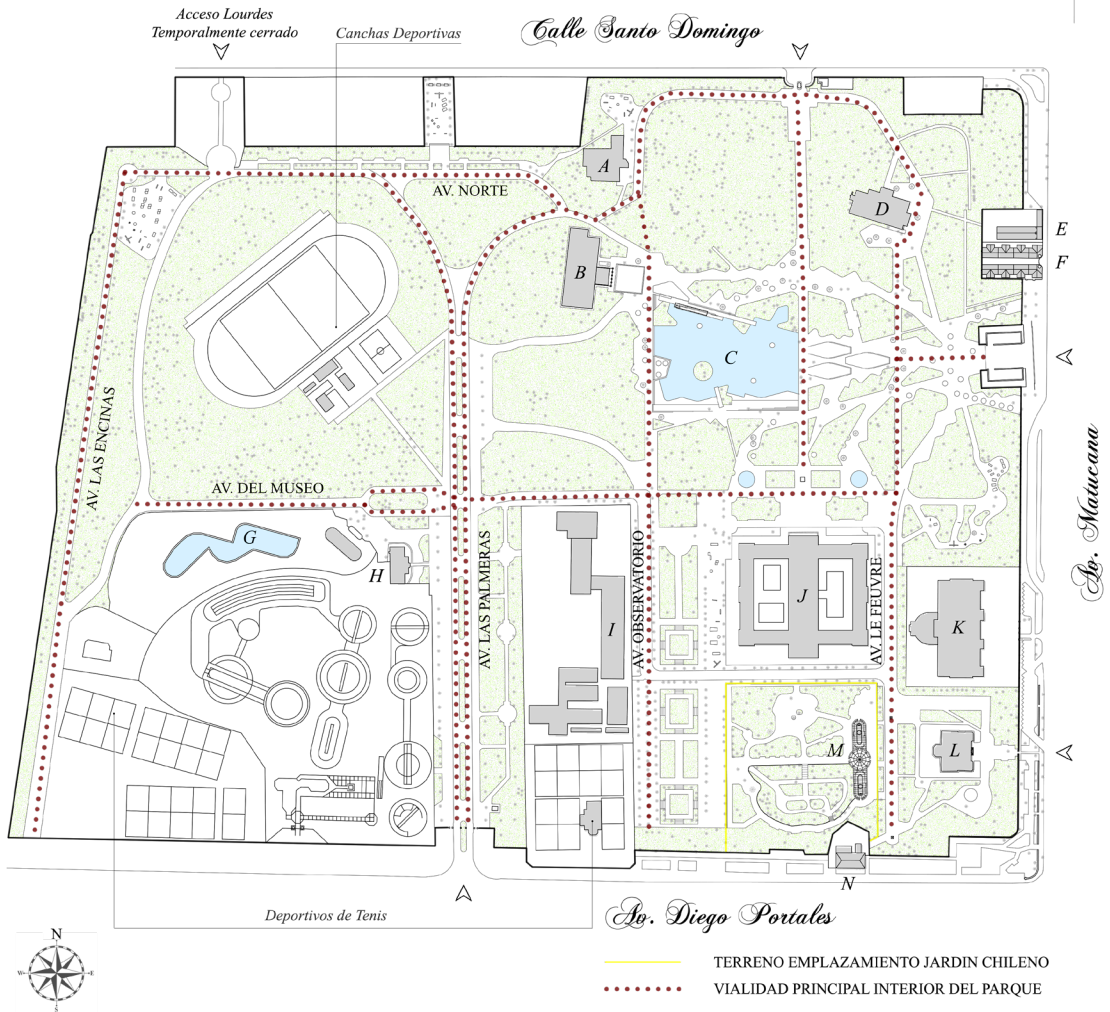 Acceso Lourdes
Temporalmente cerrado
Canchas Deportivas
Calle Santo Domingo
A
AV. NORTE
D
E
F
B
C
AV. LAS ENCINAS
AV. DEL MUSEO
Av. Matucana
G
H
AV. LAS PALMERAS
I
AV. OBSERVATORIO
J
AV. LE FEUVRE
K
M
L
N
Deportivos de Tenis
Av. Diego Portales
N
W
E
S
TERRENO EMPLAZAMIENTO JARDIN CHILENO
VIALIDAD PRINCIPAL INTERIOR DEL PARQUE